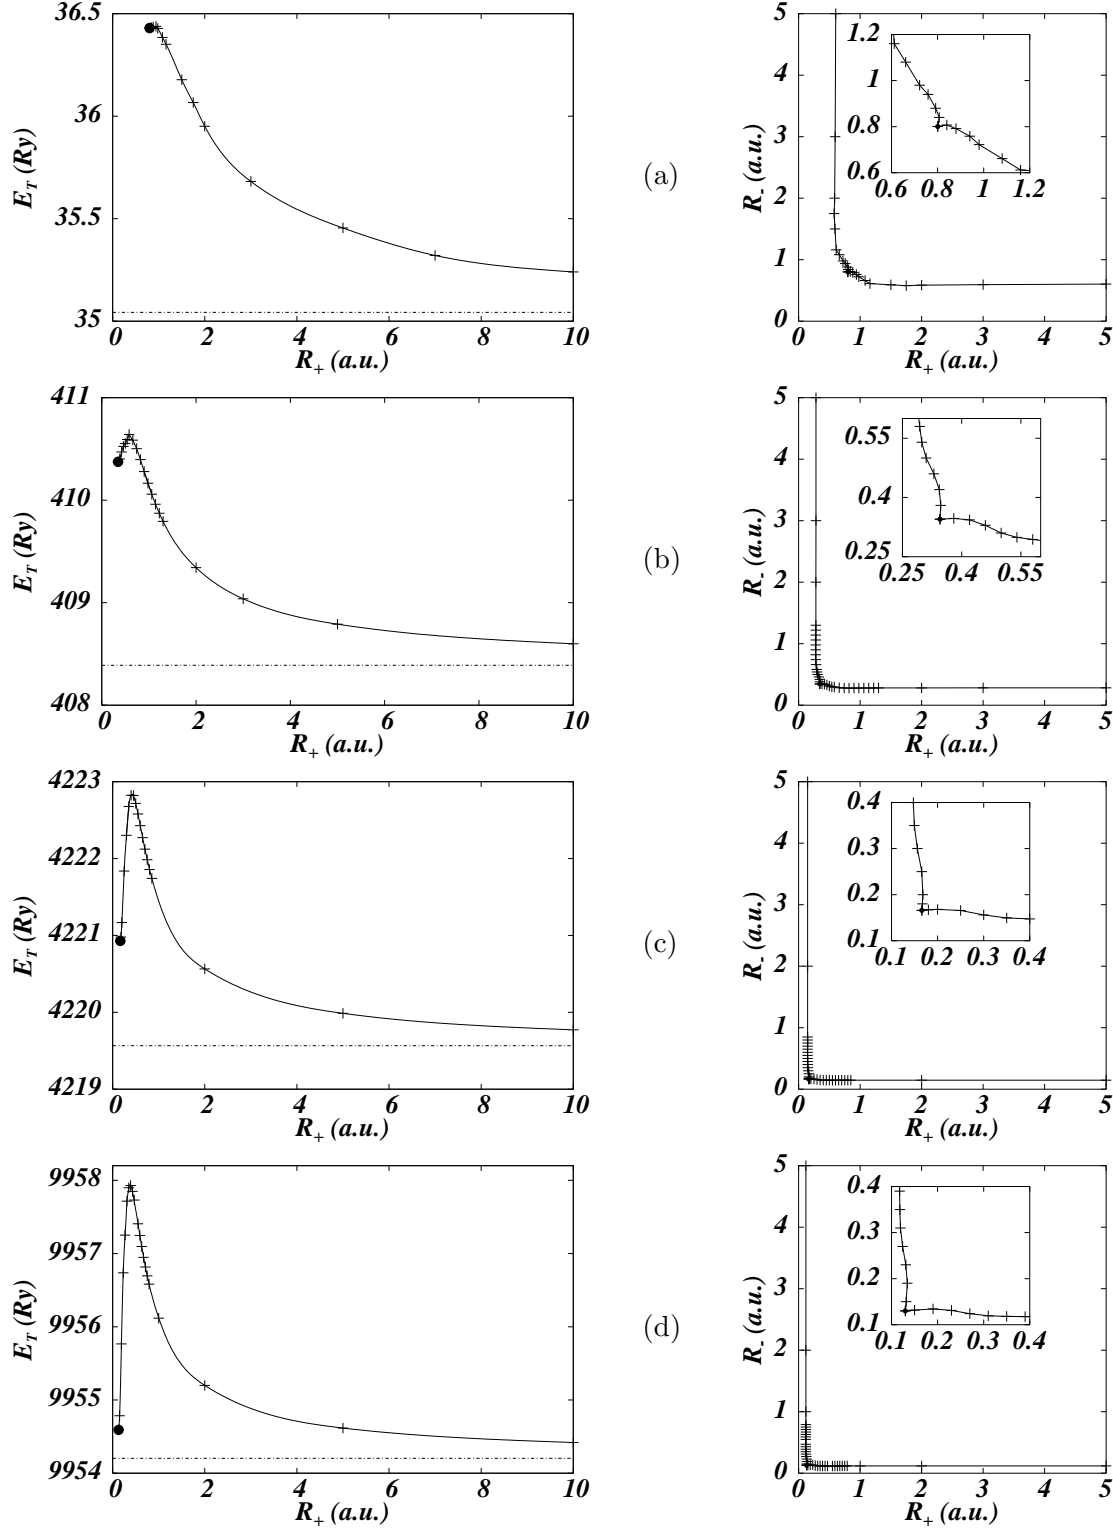 36.5
36
35.5
35
E_T (Ry)
0 2 4 6 8 10
R_+ (a.u.)
(a)
5
4
3
2
1
0
R_- (a.u.)
1.2
1
0.8
0.6
0.6 0.8 1 1.2
0 1 2 3 4 5
R_+ (a.u.)
411
410
409
408
E_T (Ry)
0 2 4 6 8 10
R_+ (a.u.)
(b)
5
4
3
2
1
0
R_- (a.u.)
0.55
0.4
0.25
0.25 0.4 0.55
0 1 2 3 4 5
R_+ (a.u.)
4223
4222
4221
4220
4219
E_T (Ry)
0 2 4 6 8 10
R_+ (a.u.)
(c)
5
4
3
2
1
0
R_- (a.u.)
0.4
0.3
0.2
0.1
0.1 0.2 0.3 0.4
0 1 2 3 4 5
R_+ (a.u.)
9958
9957
9956
9955
9954
E_T (Ry)
0 2 4 6 8 10
R_+ (a.u.)
(d)
5
4
3
2
1
0
R_- (a.u.)
0.4
0.3
0.2
0.1
0.1 0.2 0.3 0.4
0 1 2 3 4 5
R_+ (a.u.)